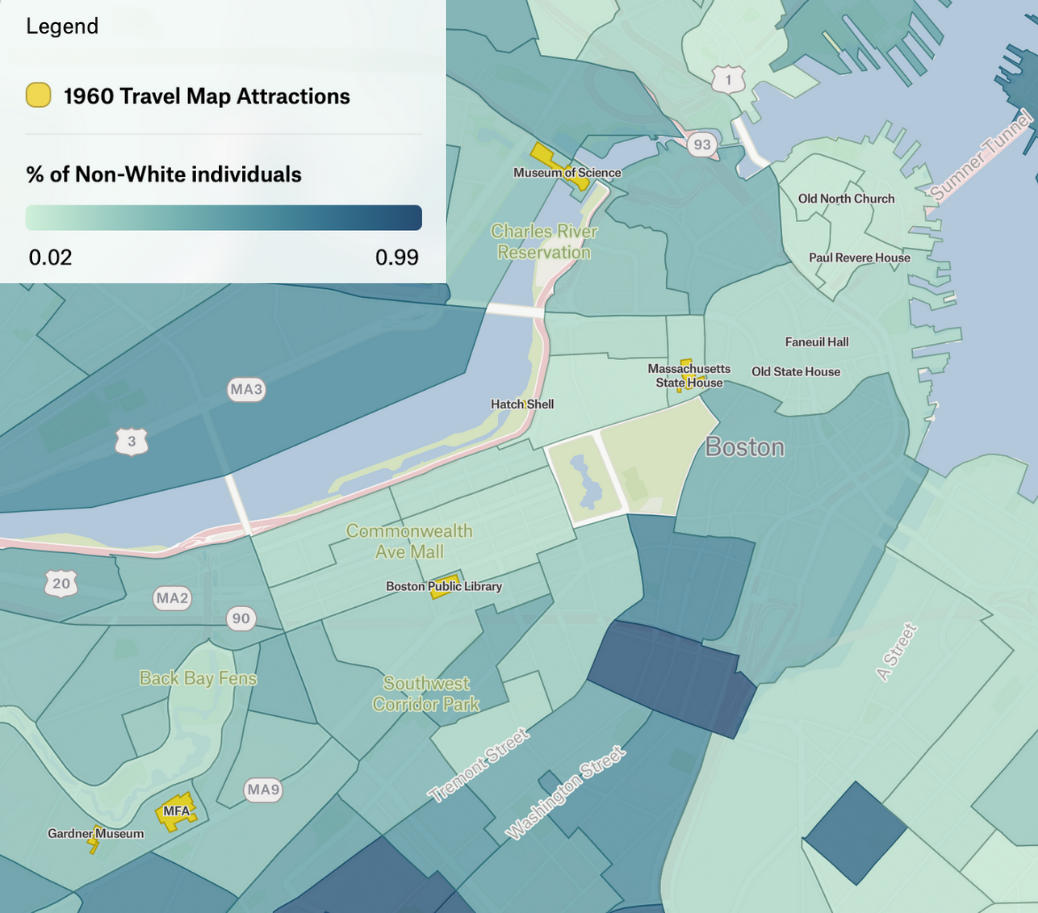 Legend
1960 Travel Map Attractions
% of Non-White individuals
0.02
0.99
1
93
Sumner Tunnel
Museum of Science
Old North Church
Charles River
Reservation
Paul Revere House
Faneuil Hall
Massachusetts
State House
Old State House
MA3
Hatch Shell
3
Boston
Commonwealth
Ave Mall
20
MA2
Boston Public Library
90
A Street
Back Bay Fens
Southwest
Corridor Park
Tremont Street
Washington Street
MA9
MFA
Gardner Museum